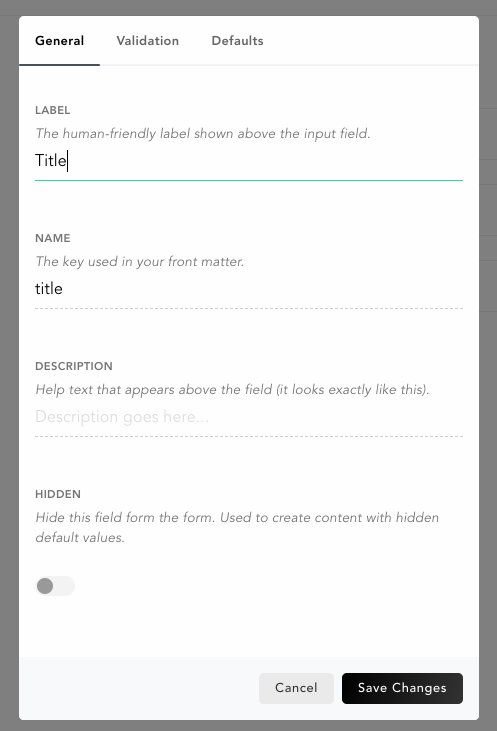 General Validation Defaults
LABEL
The human-friendly label shown above the input field.
Title
NAME
The key used in your front matter.
title
DESCRIPTION
Help text that appears above the field (it looks exactly like this).
Description goes here...
HIDDEN
Hide this field form the form. Used to create content with hidden
default values.
Cancel Save Changes